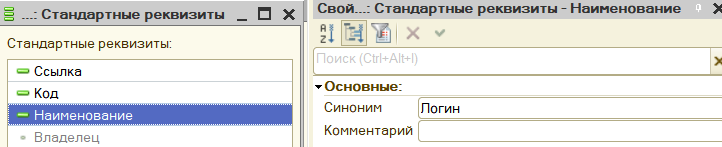 Стандартные реквизиты
Стандартные реквизиты:
Ссылка
Код
Наименование
Владелец
Свой...: Стандартные реквизиты - Наименование
Поиск (Ctrl+Alt+I)
Основные:
Синоним Логин
Комментарий